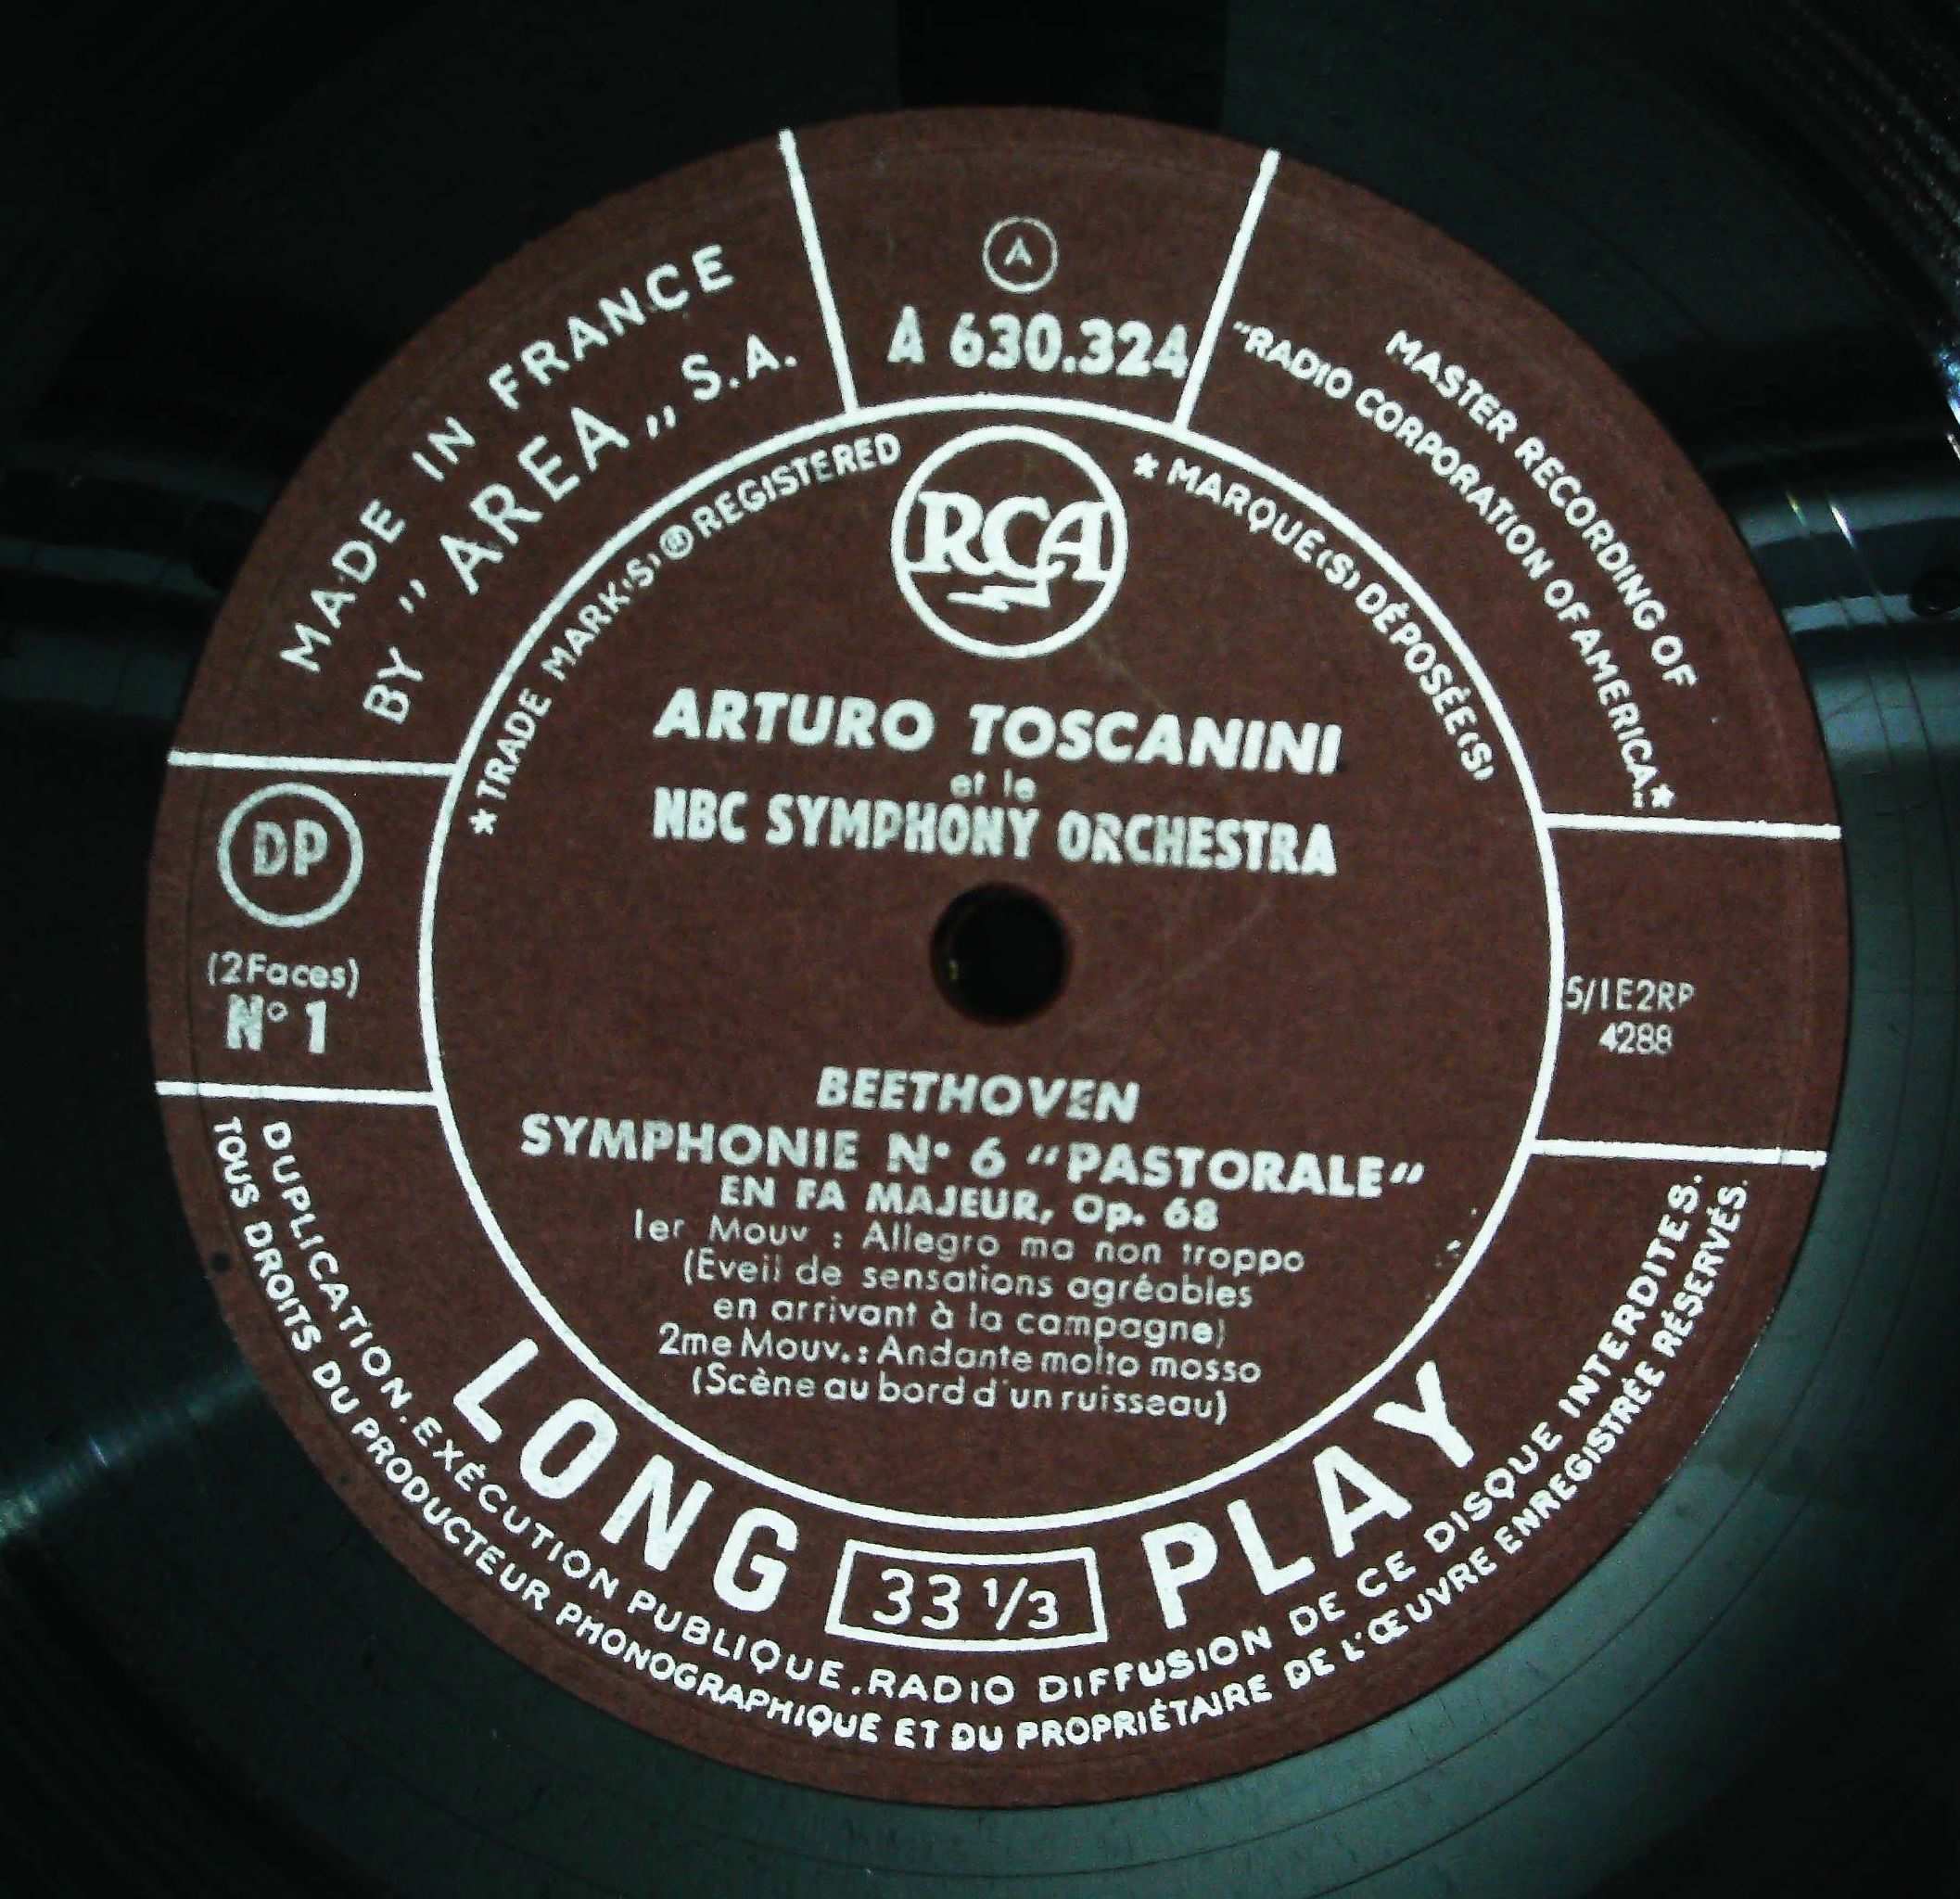 A
A 630.324
MADE IN FRANCE
BY " AREA „ S.A.
MASTER RECORDING OF
"RADIO CORPORATION OF AMERICA."★
★ TRADE MARK(S) ® REGISTERED
★ MARQUE(S) DÉPOSÉE(S)
RCA
ARTURO TOSCANINI
et le
NBC SYMPHONY ORCHESTRA
DP
(2 Faces)
N° 1
5/1E2RP
4288
BEETHOVEN
SYMPHONIE N° 6 "PASTORALE"
EN FA MAJEUR, Op. 68
1er Mouv : Allegro ma non troppo
(Eveil de sensations agréables
en arrivant à la campagne)
2me Mouv. : Andante molto mosso
(Scène au bord d'un ruisseau)
LONG 33 1/3 PLAY
DUPLICATION. EXÉCUTION PUBLIQUE. RADIO DIFFUSION DE CE DISQUE INTERDITES.
TOUS DROITS DU PRODUCTEUR PHONOGRAPHIQUE ET DU PROPRIÉTAIRE DE L'ŒUVRE ENREGISTRÉE RÉSERVÉS.